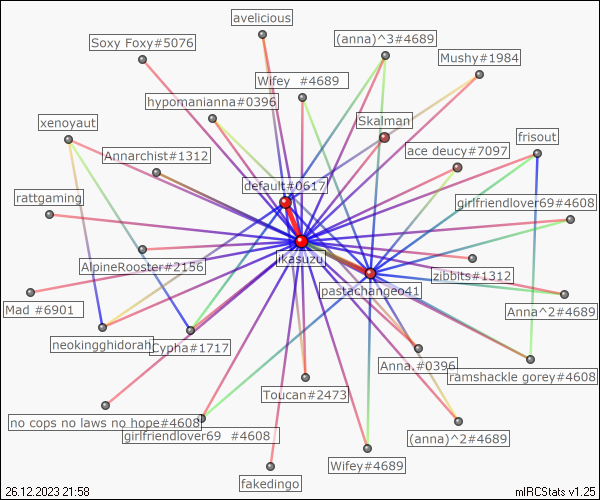 avelicious
Soxy Foxy#5076
(anna)^3#4689
Mushy#1984
Wifey #4689
hypomanianna#0396
Skalman
xenoyaut
frisout
ace deucy#7097
Annarchist#1312
default#0617
rattgaming
girlfriendlover69#4608
ikasuzu
AlpineRooster#2156
zibbits#1312
pastachangeo41
Mad #6901
Anna^2#4689
neokingghidorah
Cypha#1717
Anna.#0396
ramshackle gorey#4608
Toucan#2473
no cops no laws no hope#4608
girlfriendlover69 #4608
(anna)^2#4689
Wifey#4689
fakedingo
26.12.2023 21:58
mIRCStats v1.25